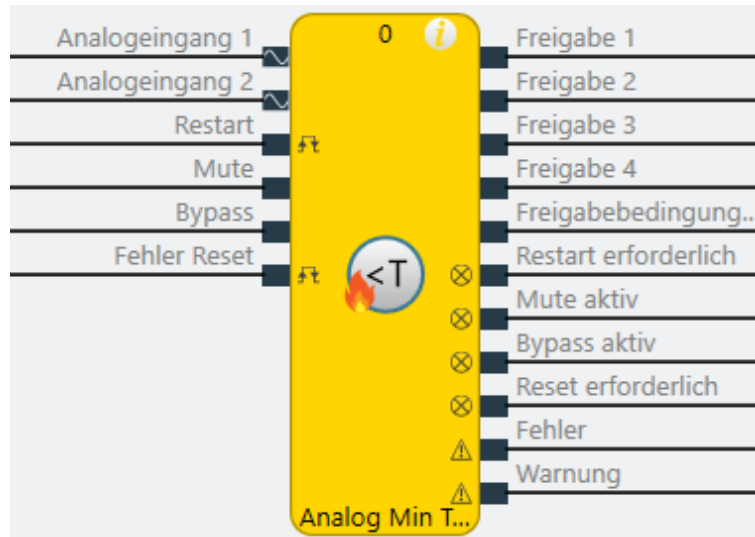 Analogeingang 1
Analogeingang 2
Restart
Mute
Bypass
Fehler Reset
0
i
<T
Analog Min T...
Freigabe 1
Freigabe 2
Freigabe 3
Freigabe 4
Freigabebedingung...
Restart erforderlich
Mute aktiv
Bypass aktiv
Reset erforderlich
Fehler
Warnung